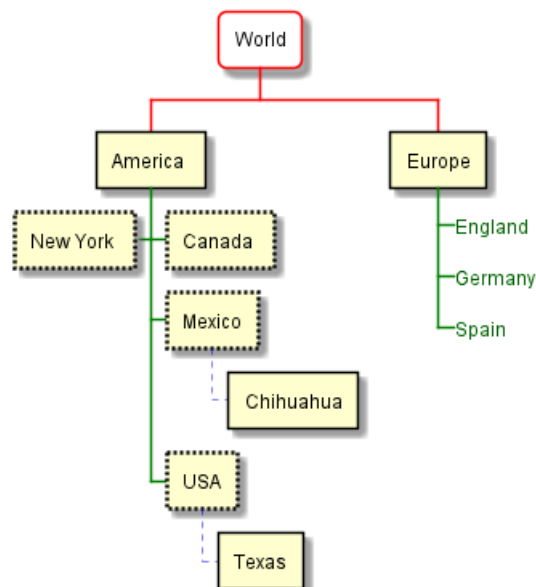 World
America
Europe
New York
Canada
England
Germany
Mexico
Spain
Chihuahua
USA
Texas